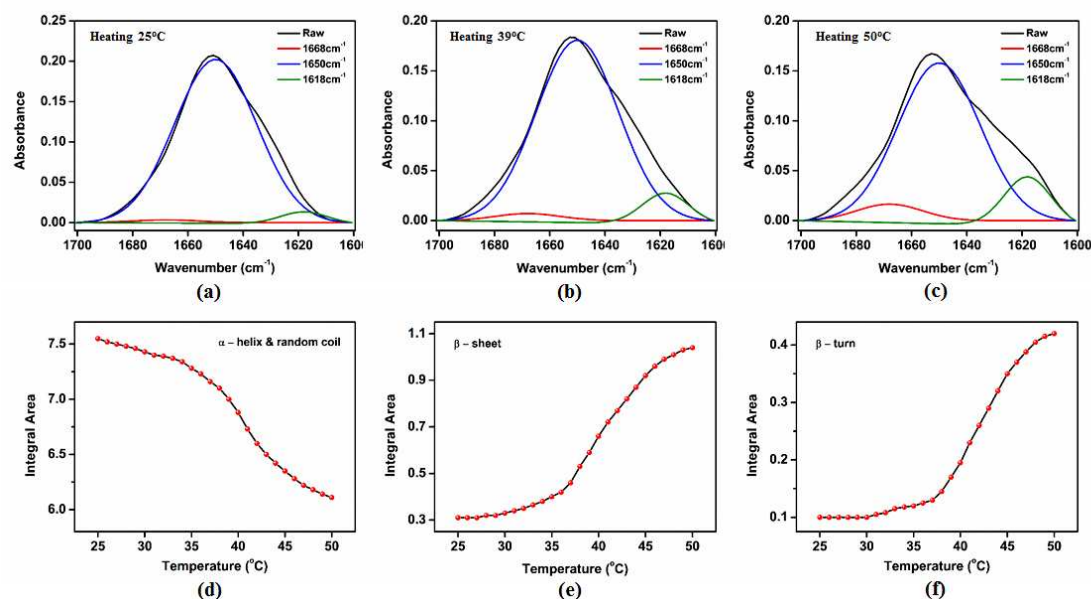 Heating 25°C
Raw
1668cm⁻¹
1650cm⁻¹
1618cm⁻¹
0.20
0.15
0.10
0.05
0.00
Absorbance
1700 1680 1660 1640 1620 1600
Wavenumber (cm⁻¹)
(a)
Heating 39°C
Raw
1668cm⁻¹
1650cm⁻¹
1618cm⁻¹
0.20
0.15
0.10
0.05
0.00
Absorbance
1700 1680 1660 1640 1620 1600
Wavenumber (cm⁻¹)
(b)
Heating 50°C
Raw
1668cm⁻¹
1650cm⁻¹
1618cm⁻¹
0.20
0.15
0.10
0.05
0.00
Absorbance
1700 1680 1660 1640 1620 1600
Wavenumber (cm⁻¹)
(c)
α – helix & random coil
7.5
7.0
6.5
6.0
Integral Area
25 30 35 40 45 50
Temperature (°C)
(d)
β – sheet
1.1
0.9
0.7
0.5
0.3
Integral Area
25 30 35 40 45 50
Temperature (°C)
(e)
β – turn
0.4
0.3
0.2
0.1
Integral Area
25 30 35 40 45 50
Temperature (°C)
(f)